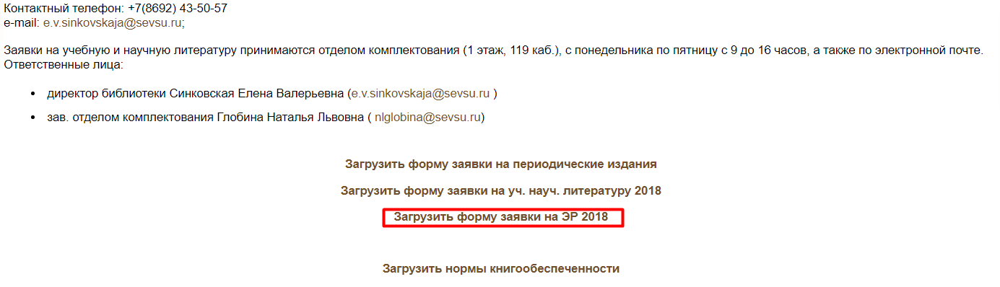 Контактный телефон: +7(8692) 43-50-57
e-mail: e.v.sinkovskaja@sevsu.ru;
Заявки на учебную и научную литературу принимаются отделом комплектования (1 этаж, 119 каб.), с понедельника по пятницу с 9 до 16 часов, а также по электронной почте.
Ответственные лица:
• директор библиотеки Синковская Елена Валерьевна (e.v.sinkovskaja@sevsu.ru )
• зав. отделом комплектования Глобина Наталья Львовна ( nlglobina@sevsu.ru)
Загрузить форму заявки на периодические издания
Загрузить форму заявки на уч. науч. литературу 2018
Загрузить форму заявки на ЭР 2018
Загрузить нормы книгообеспеченности